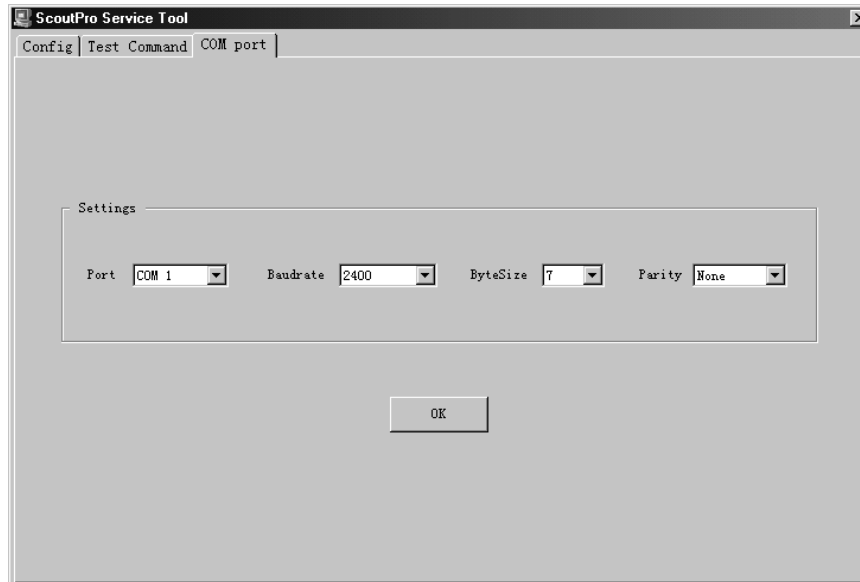 ScoutPro Service Tool
Config Test Command COM port
Settings
Port COM 1 Baudrate 2400 ByteSize 7 Parity None
OK